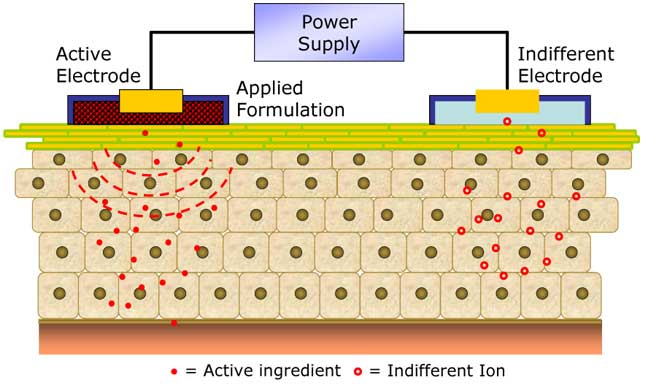 Power
Supply
Active
Electrode
Applied
Formulation
Indifferent
Electrode
= Active ingredient
= Indifferent Ion